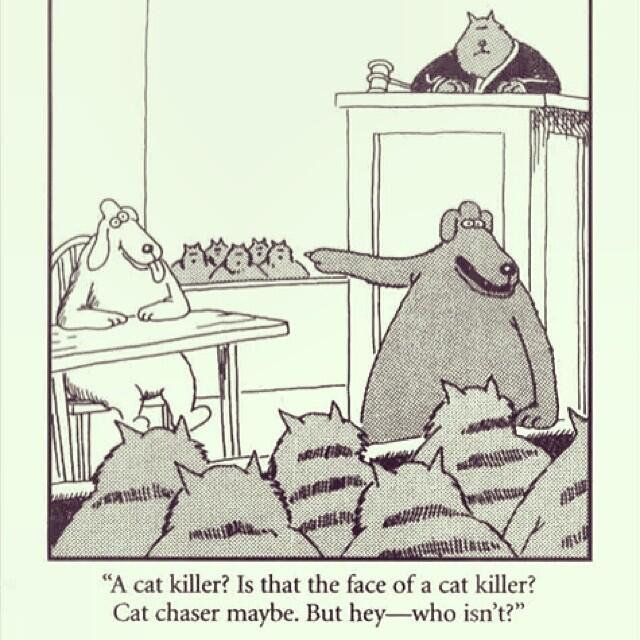 “A cat killer? Is that the face of a cat killer?
Cat chaser maybe. But hey—who isn’t?”